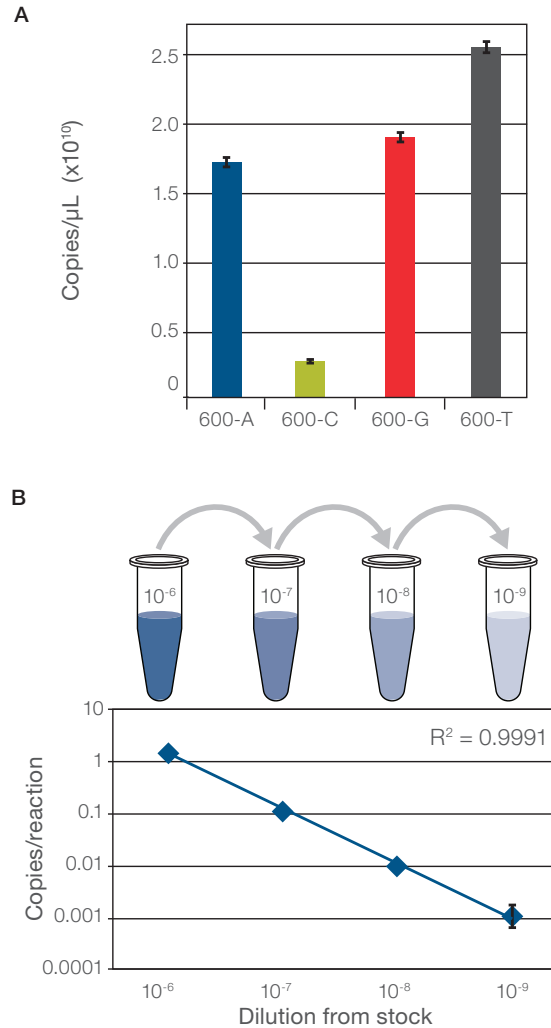 A
Copies/µL (x10¹⁰)
2.5
2.0
1.5
1.0
0.5
0
600-A 600-C 600-G 600-T
B
10⁻⁶ 10⁻⁷ 10⁻⁸ 10⁻⁹
Copies/reaction
10
1
0.1
0.01
0.001
0.0001
R² = 0.9991
10⁻⁶ 10⁻⁷ 10⁻⁸ 10⁻⁹
Dilution from stock